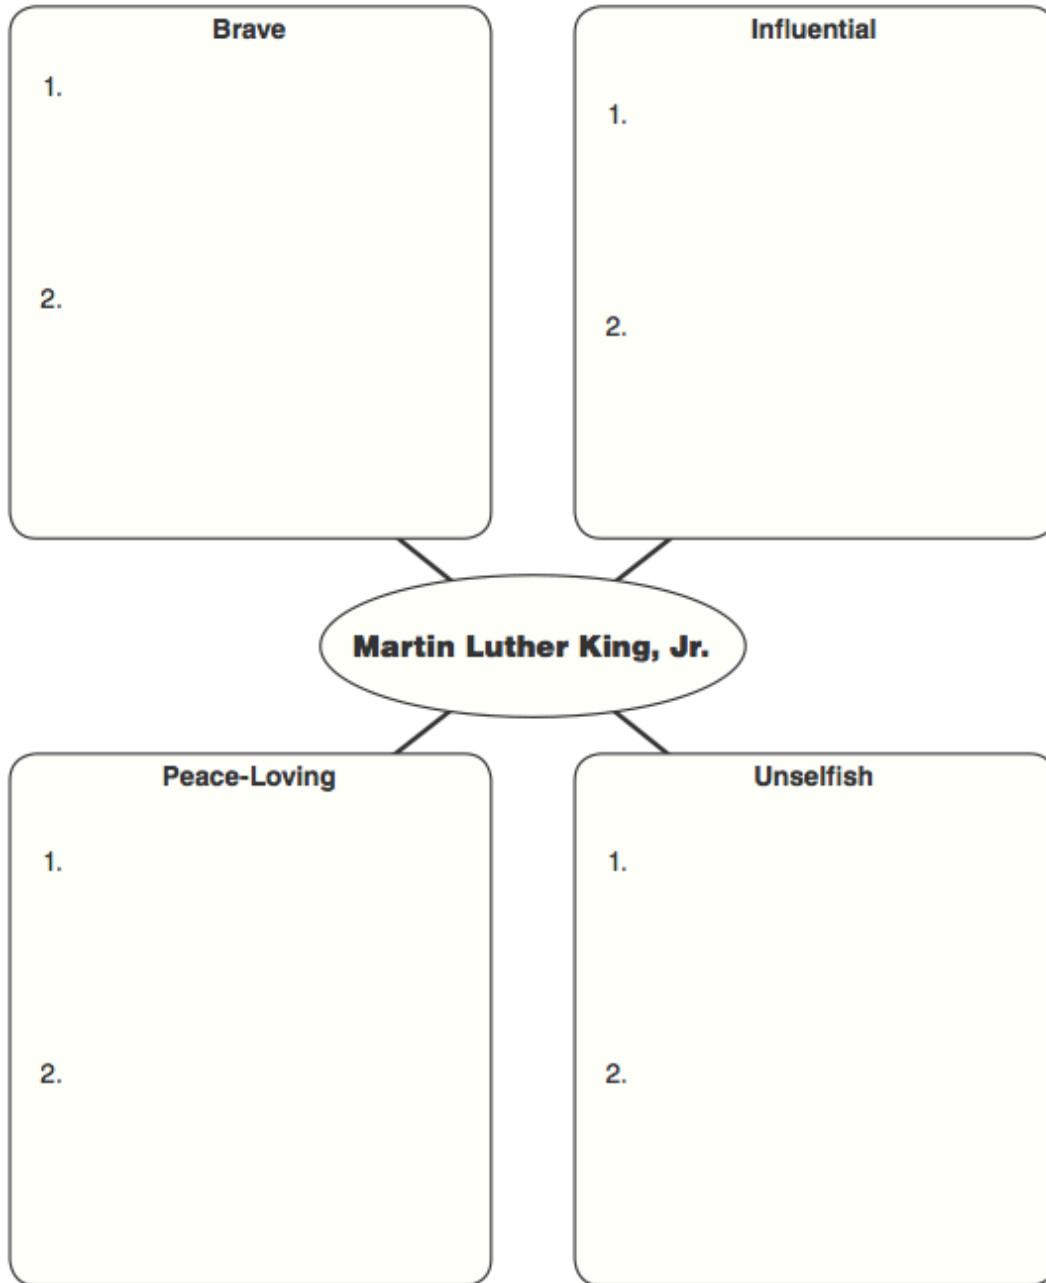 Brave
1.
2.
Influential
1.
2.
Martin Luther King, Jr.
Peace-Loving
1.
2.
Unselfish
1.
2.